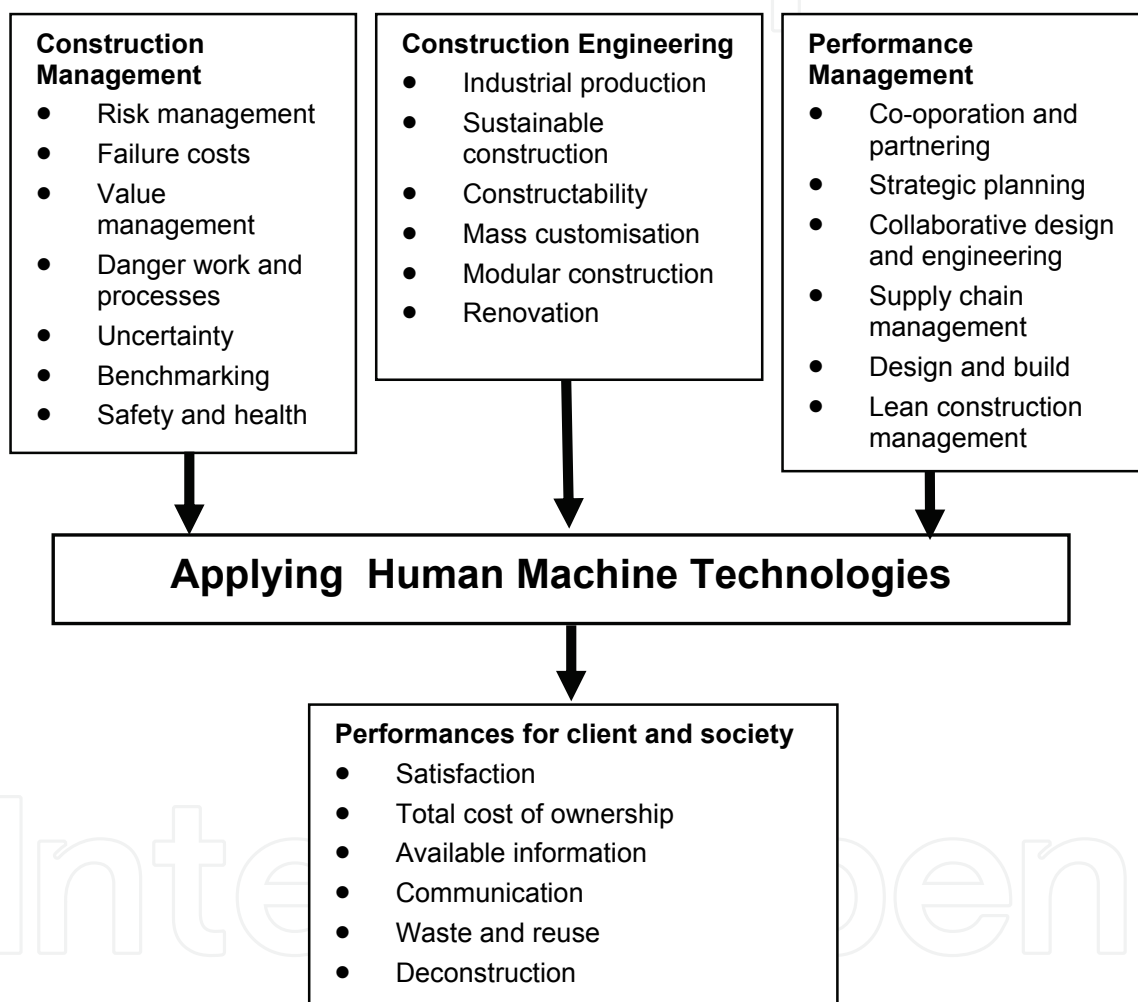 Construction
Management
● Risk management
● Failure costs
● Value
management
● Danger work and
processes
● Uncertainty
● Benchmarking
● Safety and health
Construction Engineering
● Industrial production
● Sustainable
construction
● Constructability
● Mass customisation
● Modular construction
● Renovation
Performance
Management
● Co-oporation and
partnering
● Strategic planning
● Collaborative design
and engineering
● Supply chain
management
● Design and build
● Lean construction
management
Applying Human Machine Technologies
Performances for client and society
● Satisfaction
● Total cost of ownership
● Available information
● Communication
● Waste and reuse
● Deconstruction